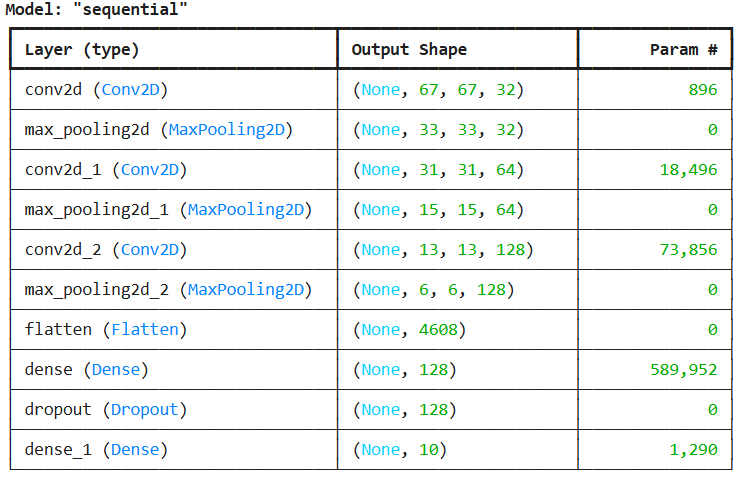 Model: "sequential"
Layer (type) Output Shape Param #
conv2d (Conv2D) (None, 67, 67, 32) 896
max_pooling2d (MaxPooling2D) (None, 33, 33, 32) 0
conv2d_1 (Conv2D) (None, 31, 31, 64) 18,496
max_pooling2d_1 (MaxPooling2D) (None, 15, 15, 64) 0
conv2d_2 (Conv2D) (None, 13, 13, 128) 73,856
max_pooling2d_2 (MaxPooling2D) (None, 6, 6, 128) 0
flatten (Flatten) (None, 4608) 0
dense (Dense) (None, 128) 589,952
dropout (Dropout) (None, 128) 0
dense_1 (Dense) (None, 10) 1,290